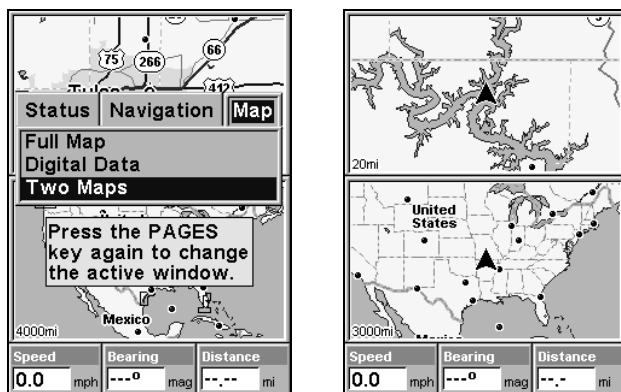 75
266
66
412
Tulsa
Status Navigation Map
Full Map
Digital Data
Two Maps
Press the PAGES
key again to change
the active window.
Mexico
4000mi
Speed Bearing Distance
0.0 mph ---° mag --.-- mi
20mi
United
States
3000mi
Speed Bearing Distance
0.0 mph ---° mag --.-- mi